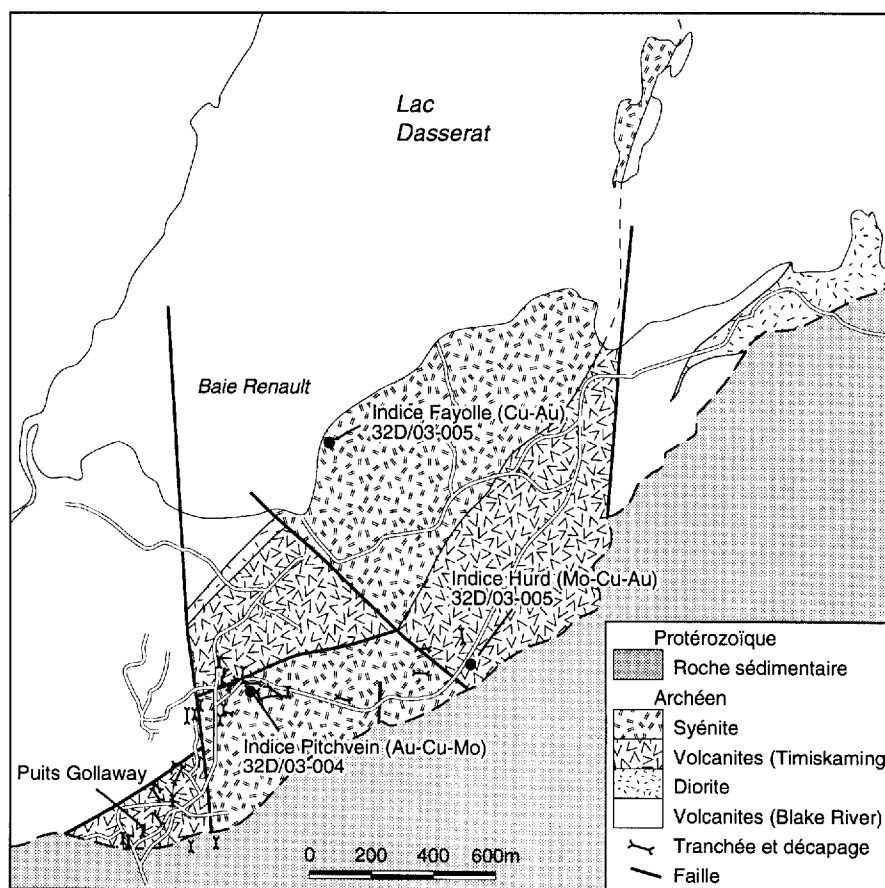 Lac
Dasserat
Baie Renault
Indice Fayolle (Cu-Au)
32D/03-005
Indice Hurd (Mo-Cu-Au)
32D/03-005
Indice Pitchvein (Au-Cu-Mo)
32D/03-004
Puits Gollaway
0 200 400 600m
Protérozoïque
Roche sédimentaire
Archéen
Syénite
Volcanites (Timiskaming
Diorite
Volcanites (Blake River)
Tranchée et décapage
Faille